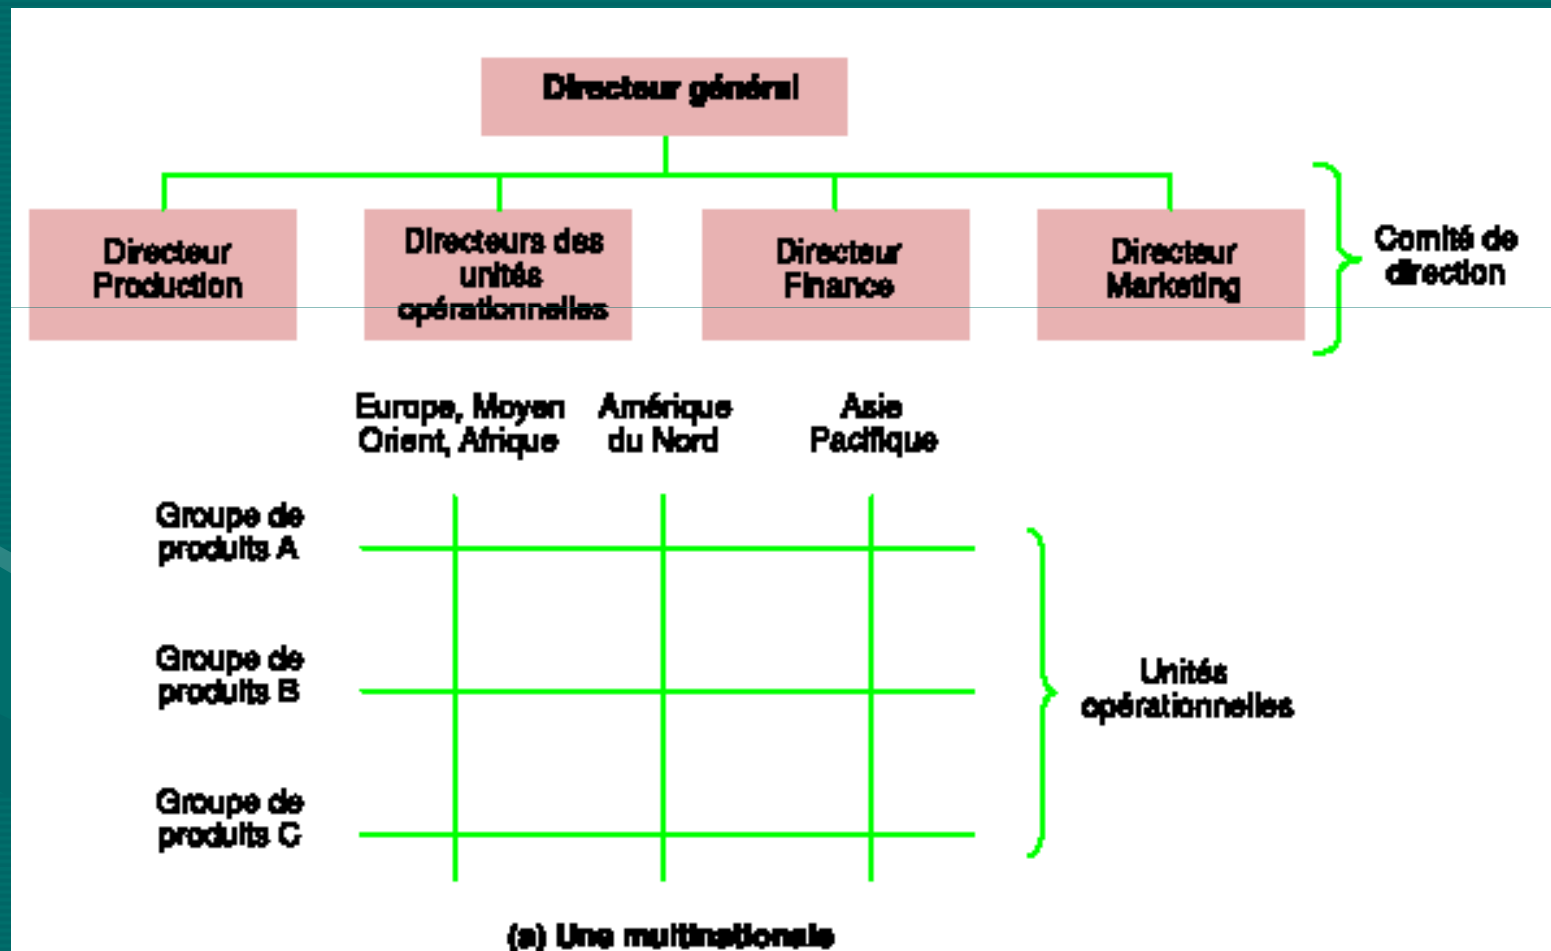 Directeur général
Directeur
Production
Directeurs des
unités
opérationnelles
Directeur
Finance
Directeur
Marketing
Comité de
direction
Europe, Moyen
Orient, Afrique
Amérique
du Nord
Asie
Pacifique
Groupe de
produits A
Groupe de
produits B
Groupe de
produits C
Unités
opérationnelles
(a) Une multinationale